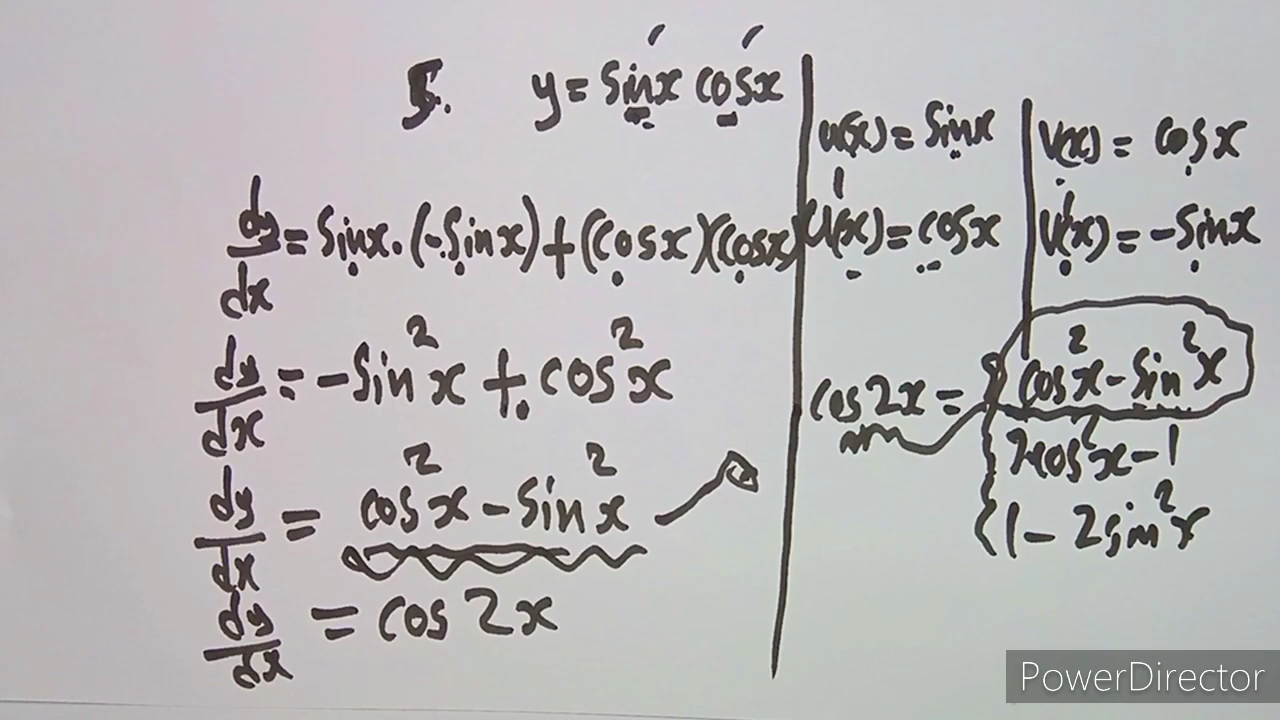 5. y = sinx cosx
dy/dx = sinx·(-sinx)+(cosx)(cosx)
dy/dx = -sin²x + cos²x
dy/dx = cos²x - sin²x
dy/dx = cos 2x
u(x) = sinx
u'(x) = cosx
v(x) = cosx
v'(x) = -sinx
cos2x = { cos²x - sin²x
2cos²x - 1
1 - 2sin²x
PowerDirector